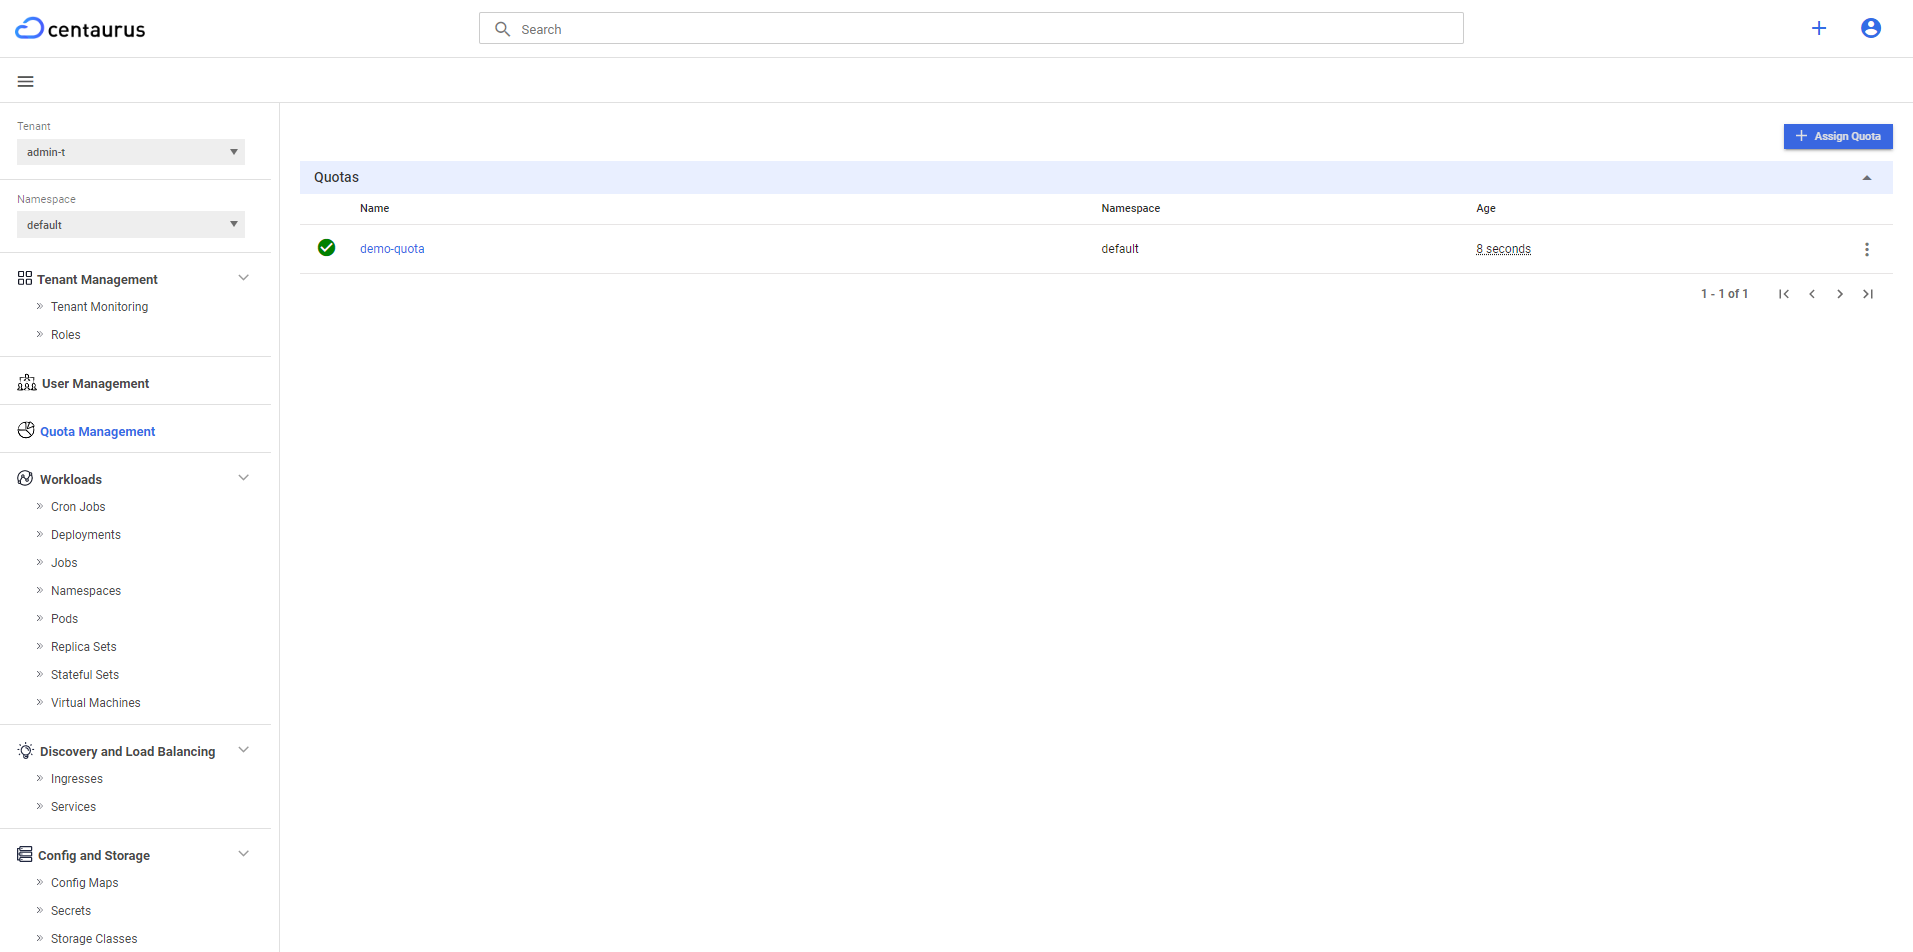 centaurus
Search
Tenant
admin-t
Namespace
default
Tenant Management
Tenant Monitoring
Roles
User Management
Quota Management
Workloads
Cron Jobs
Deployments
Jobs
Namespaces
Pods
Replica Sets
Stateful Sets
Virtual Machines
Discovery and Load Balancing
Ingresses
Services
Config and Storage
Config Maps
Secrets
Storage Classes
Assign Quota
Quotas
Name Namespace Age
demo-quota default 8 seconds
1 - 1 of 1